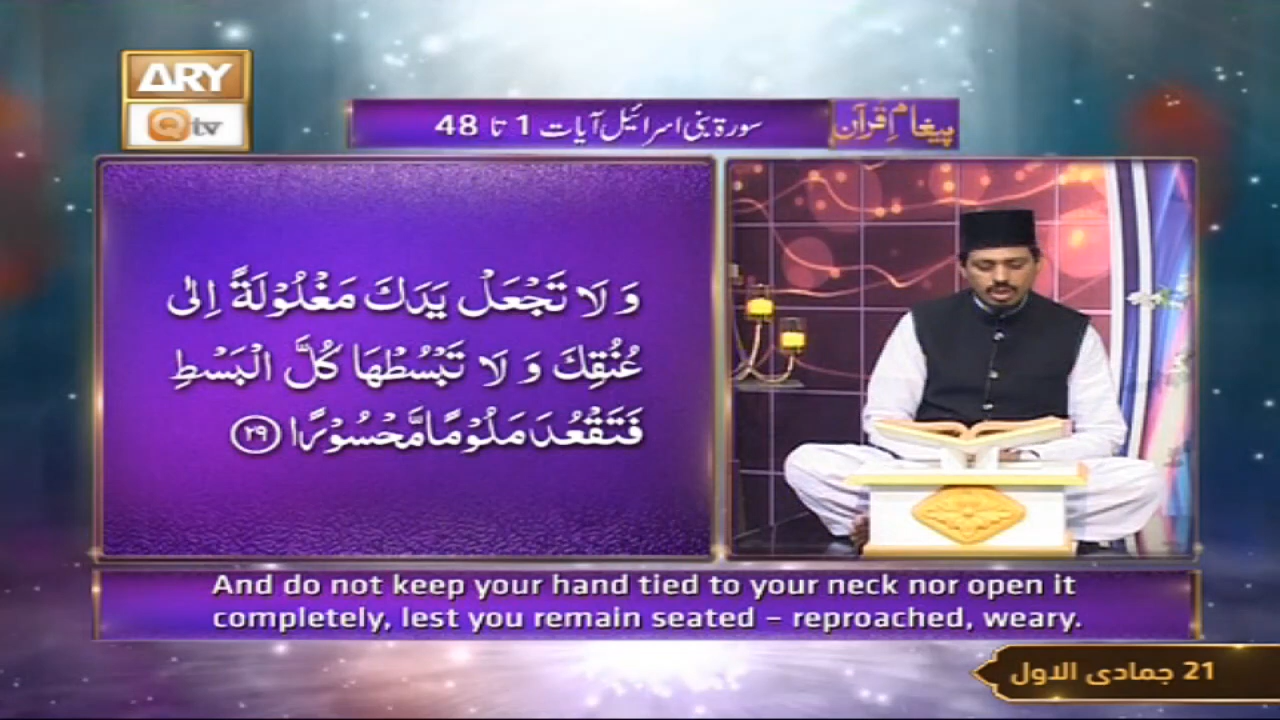 ARY
Qtv
پیغامِ قرآن
سورۃ بنی اسرائیل آیات 1 تا 48
وَ لَا تَجْعَلْ يَدَكَ مَغْلُوْلَةً اِلٰى
عُنُقِكَ وَ لَا تَبْسُطْهَا كُلَّ الْبَسْطِ
فَتَقْعُدَ مَلُوْمًا مَّحْسُوْرًا ﴿۲۹﴾
And do not keep your hand tied to your neck nor open it
completely, lest you remain seated – reproached, weary.
21 جمادی الاول